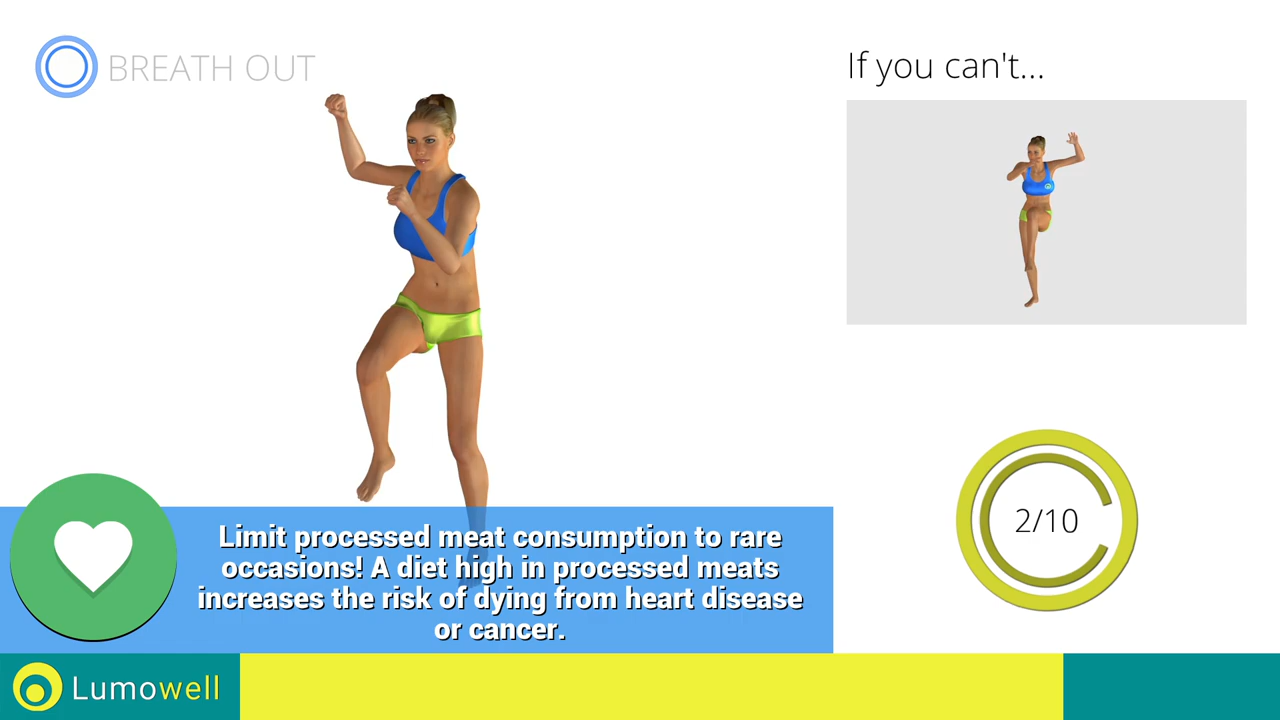 BREATH OUT
If you can't...
2/10
Limit processed meat consumption to rare
occasions! A diet high in processed meats
increases the risk of dying from heart disease
or cancer.
Lumowell